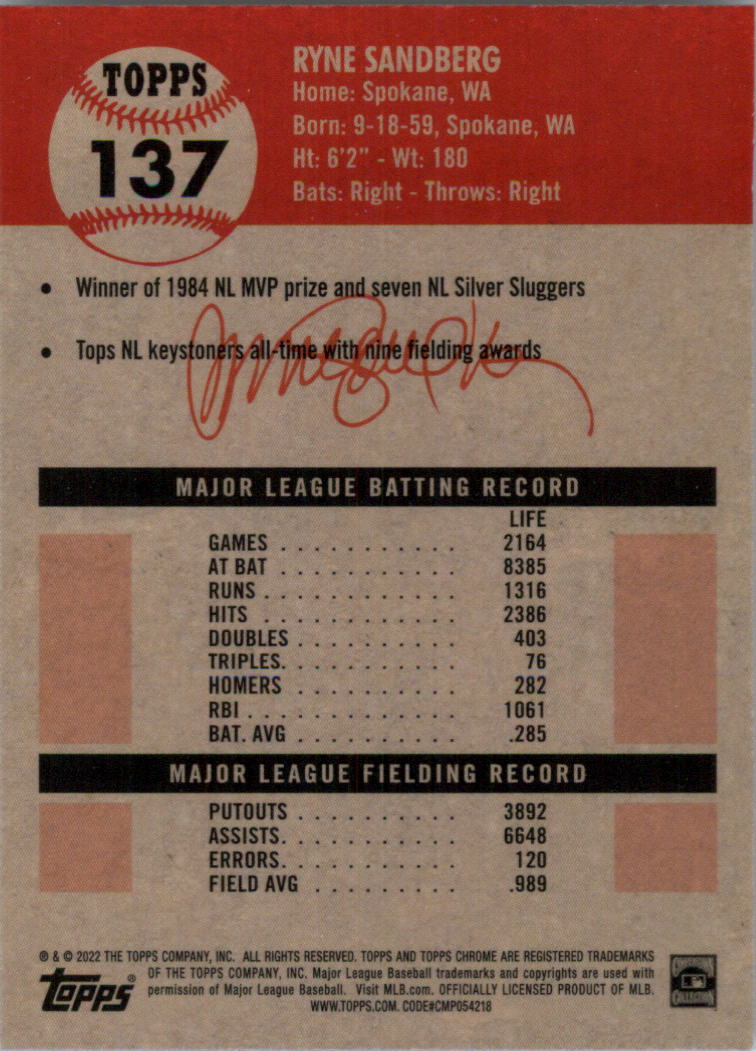 TOPPS
137
RYNE SANDBERG
Home: Spokane, WA
Born: 9-18-59, Spokane, WA
Ht: 6'2" - Wt: 180
Bats: Right - Throws: Right
• Winner of 1984 NL MVP prize and seven NL Silver Sluggers
• Tops NL keystoners all-time with nine fielding awards
MAJOR LEAGUE BATTING RECORD
LIFE
GAMES . . . . . . . . . . . 2164
AT BAT . . . . . . . . . . . 8385
RUNS . . . . . . . . . . . . 1316
HITS . . . . . . . . . . . . 2386
DOUBLES . . . . . . . . . . 403
TRIPLES. . . . . . . . . . . 76
HOMERS . . . . . . . . . . 282
RBI . . . . . . . . . . . . . 1061
BAT. AVG . . . . . . . . . . .285
MAJOR LEAGUE FIELDING RECORD
PUTOUTS . . . . . . . . . . 3892
ASSISTS. . . . . . . . . . . 6648
ERRORS. . . . . . . . . . . 120
FIELD AVG . . . . . . . . . .989
® & © 2022 THE TOPPS COMPANY, INC. ALL RIGHTS RESERVED. TOPPS AND TOPPS CHROME ARE REGISTERED TRADEMARKS
OF THE TOPPS COMPANY, INC. Major League Baseball trademarks and copyrights are used with
permission of Major League Baseball. Visit MLB.com. OFFICIALLY LICENSED PRODUCT OF MLB.
WWW.TOPPS.COM. CODE#CMP054218
Topps®